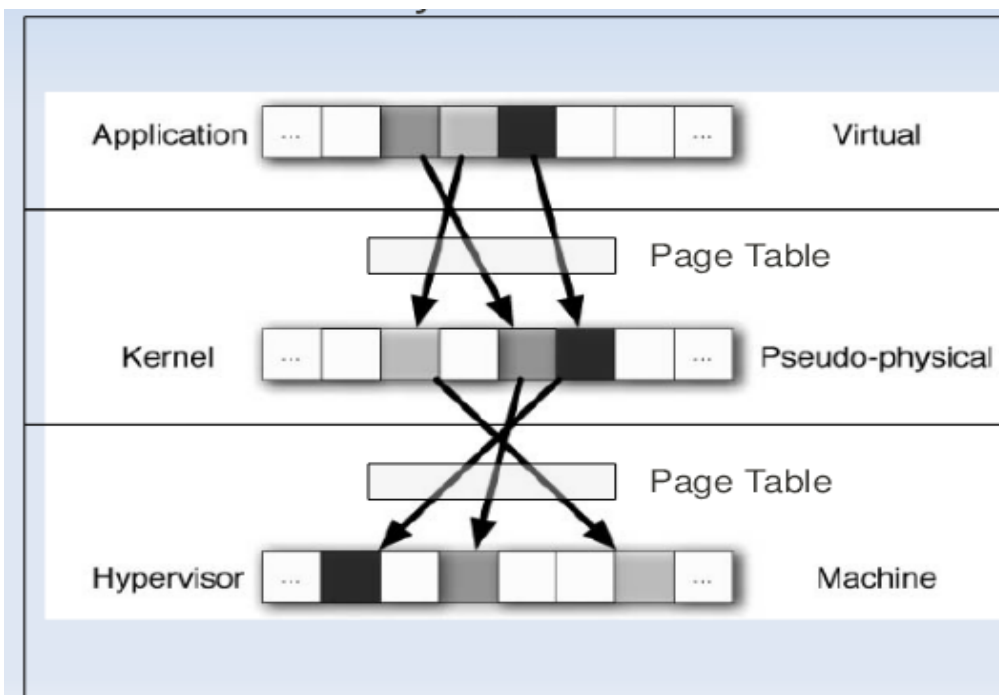 Application ... ... Virtual
Page Table
Kernel ... ... Pseudo-physical
Page Table
Hypervisor ... ... Machine